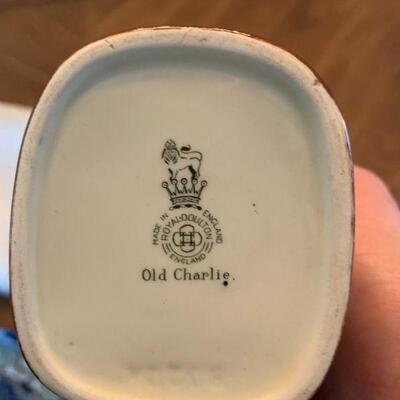 MADE IN ENGLAND
ROYAL·DOULTON
ENGLAND
Old Charlie.